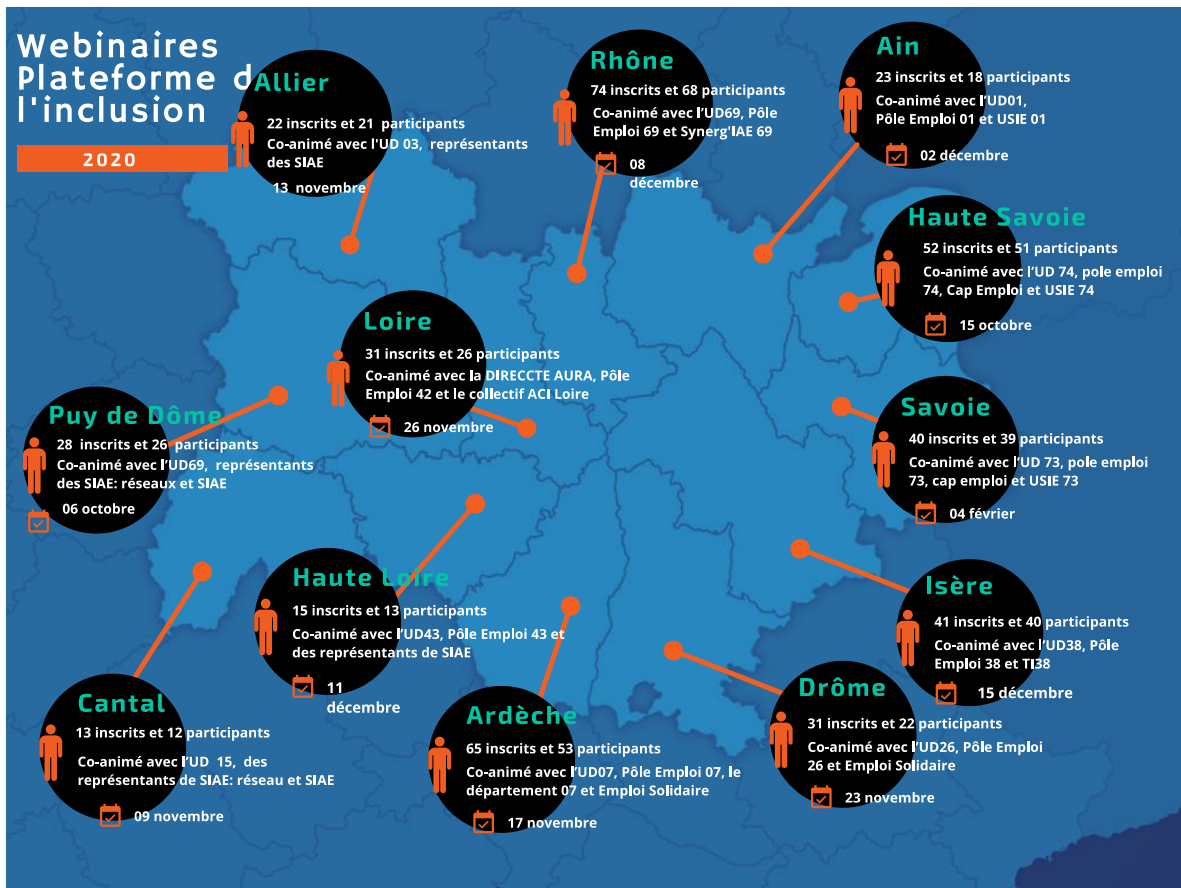 Webinaires
Plateforme d
l'inclusion
2020
Allier
22 inscrits et 21 participants
Co-animé avec l'UD 03, représentants
des SIAE
13 novembre
Rhône
74 inscrits et 68 participants
Co-animé avec l'UD69, Pôle
Emploi 69 et Synerg'IAE 69
08
décembre
Ain
23 inscrits et 18 participants
Co-animé avec l'UD01,
Pôle Emploi 01 et USIE 01
02 décembre
Haute Savoie
52 inscrits et 51 participants
Co-animé avec l'UD 74, pole emploi
74, Cap Emploi et USIE 74
15 octobre
Loire
31 inscrits et 26 participants
Co-animé avec la DIRECCTE AURA, Pôle
Emploi 42 et le collectif ACI Loire
26 novembre
Puy de Dôme
28 inscrits et 26 participants
Co-animé avec l'UD69, représentants
des SIAE: réseaux et SIAE
06 octobre
Savoie
40 inscrits et 39 participants
Co-animé avec l'UD 73, pole emploi
73, cap emploi et USIE 73
04 février
Haute Loire
15 inscrits et 13 participants
Co-animé avec l'UD43, Pôle Emploi 43 et
des représentants de SIAE
11
décembre
Isère
41 inscrits et 40 participants
Co-animé avec l'UD38, Pôle
Emploi 38 et TI38
15 décembre
Cantal
13 inscrits et 12 participants
Co-animé avec l'UD 15, des
représentants de SIAE: réseau et SIAE
09 novembre
Ardèche
65 inscrits et 53 participants
Co-animé avec l'UD07, Pôle Emploi 07, le
département 07 et Emploi Solidaire
17 novembre
Drôme
31 inscrits et 22 participants
Co-animé avec l'UD26, Pôle Emploi
26 et Emploi Solidaire
23 novembre